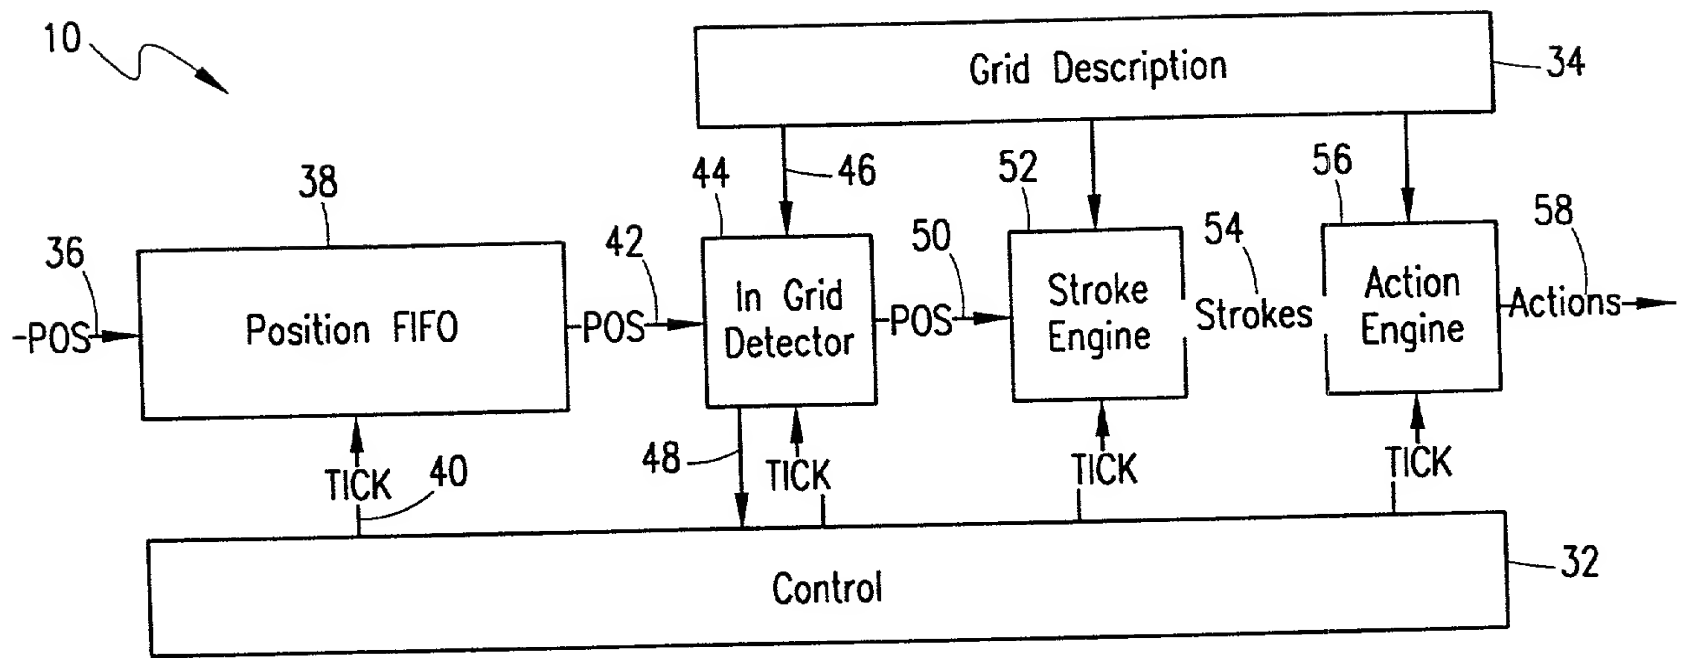 10
Grid Description
34
38
44
46
52
56
36
42
50
54
58
-POS
Position FIFO
-POS
In Grid
Detector
-POS
Stroke
Engine
Strokes
Action
Engine
Actions
TICK
40
48
TICK
TICK
TICK
Control
32